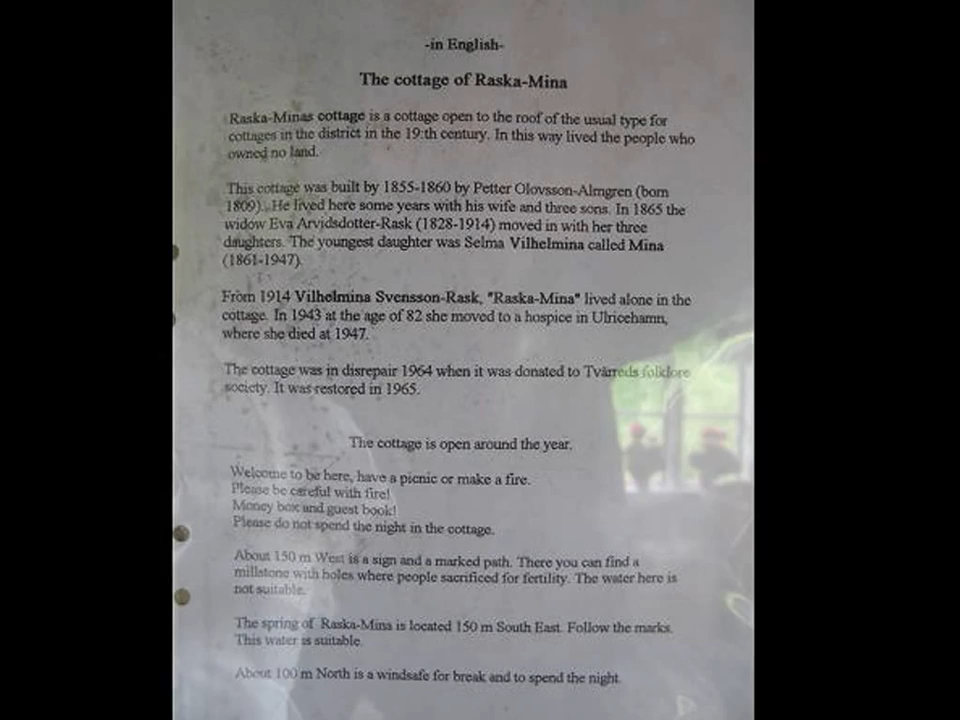 -in English-
The cottage of Raska-Mina
Raska-Minas cottage is a cottage open to the roof of the usual type for
cottages in the district in the 19:th century. In this way lived the people who
owned no land.
This cottage was built by 1855-1860 by Petter Olovsson-Almgren (born
1809). He lived here some years with his wife and three sons. In 1865 the
widow Eva Arvidsdotter-Rask (1828-1914) moved in with her three
daughters. The youngest daughter was Selma Vilhelmina called Mina
(1861-1947).
From 1914 Vilhelmina Svensson-Rask, "Raska-Mina" lived alone in the
cottage. In 1943 at the age of 82 she moved to a hospice in Ulricehamn,
where she died at 1947.
The cottage was in disrepair 1964 when it was donated to Tvärreds folklore
society. It was restored in 1965.
The cottage is open around the year.
Welcome to be here, have a picnic or make a fire.
Please be careful with fire!
Money box and guest book!
Please do not spend the night in the cottage.
About 150 m West is a sign and a marked path. There you can find a
millstone with holes where people sacrificed for fertility. The water here is
not suitable.
The spring of Raska-Mina is located 150 m South East. Follow the marks.
This water is suitable.
About 100 m North is a windsafe for break and to spend the night.